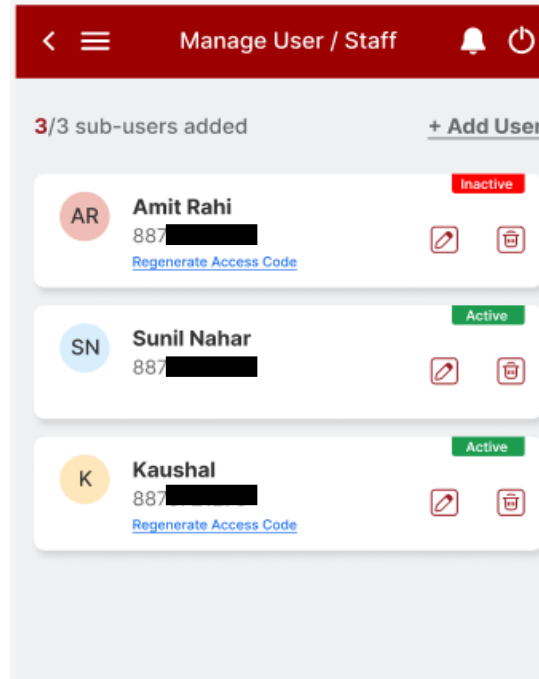 Manage User / Staff
3/3 sub-users added
+ Add User
Inactive
AR
Amit Rahi
887
Regenerate Access Code
Active
SN
Sunil Nahar
887
Active
K
Kaushal
887
Regenerate Access Code